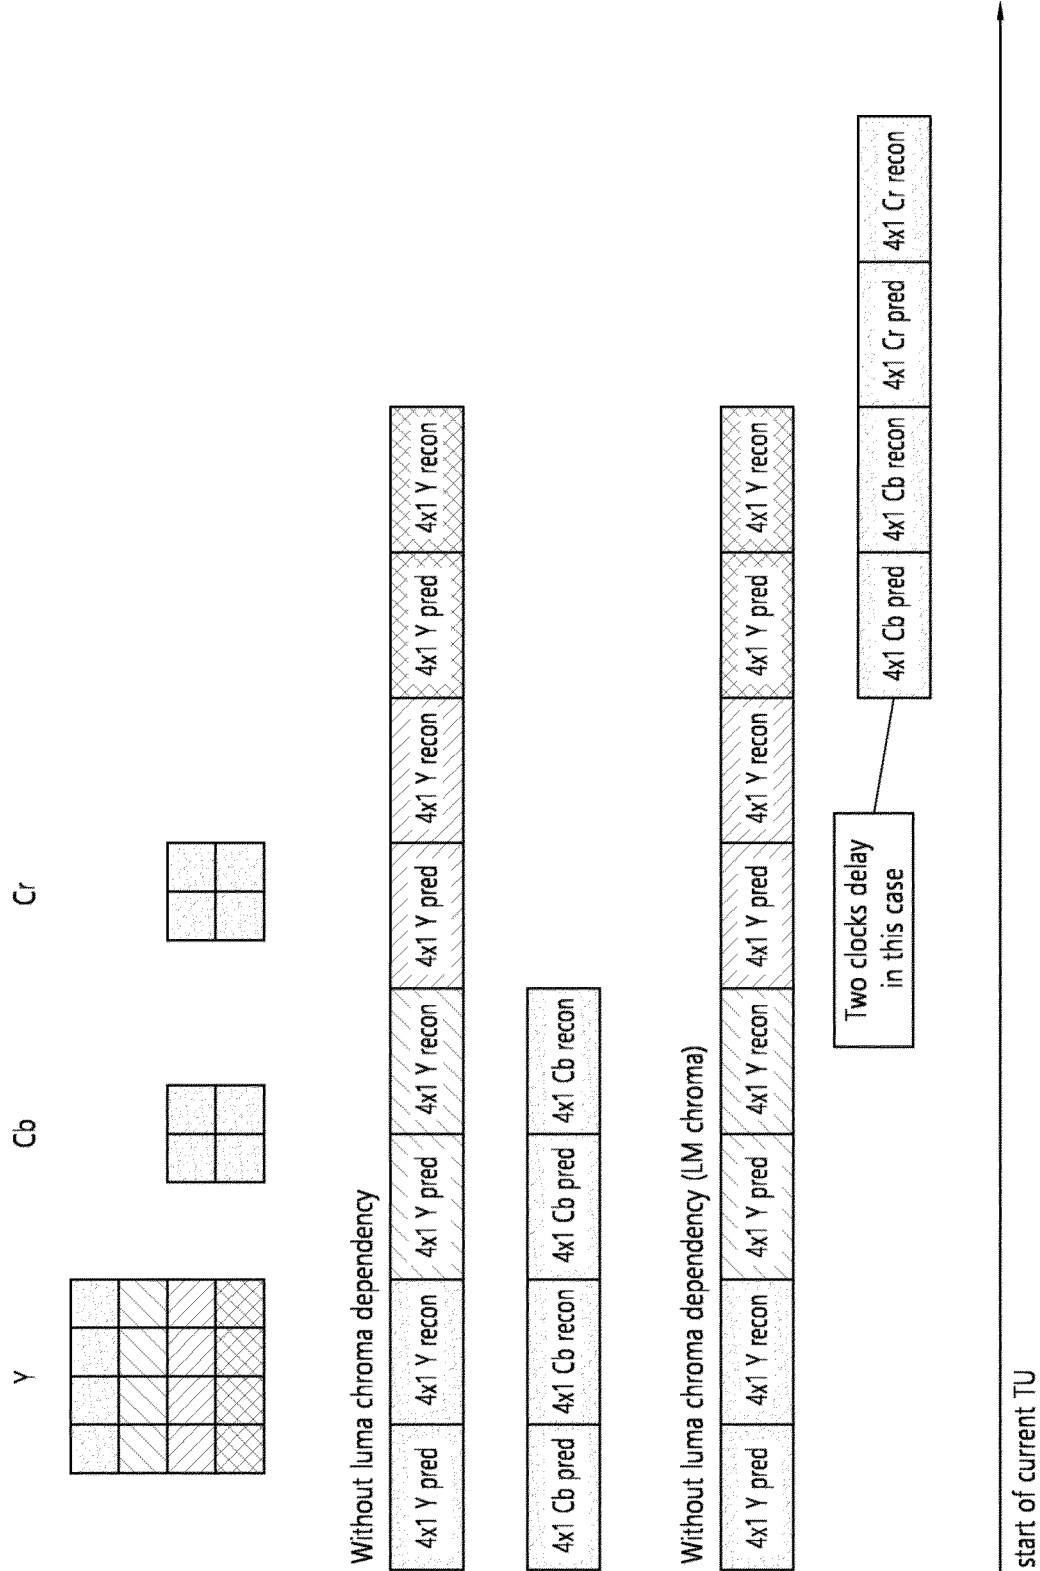 Y
Cb
Cr
Without luma chroma dependency
4x1 Y pred
4x1 Y recon
4x1 Y pred
4x1 Y recon
4x1 Y pred
4x1 Y recon
4x1 Y pred
4x1 Y recon
4x1 Cb pred
4x1 Cb recon
4x1 Cb pred
4x1 Cb recon
Without luma chroma dependency (LM chroma)
4x1 Y pred
4x1 Y recon
4x1 Y pred
4x1 Y recon
4x1 Y pred
4x1 Y recon
4x1 Y pred
4x1 Y recon
Two clocks delay
in this case
4x1 Cb pred
4x1 Cb recon
4x1 Cr pred
4x1 Cr recon
start of current TU